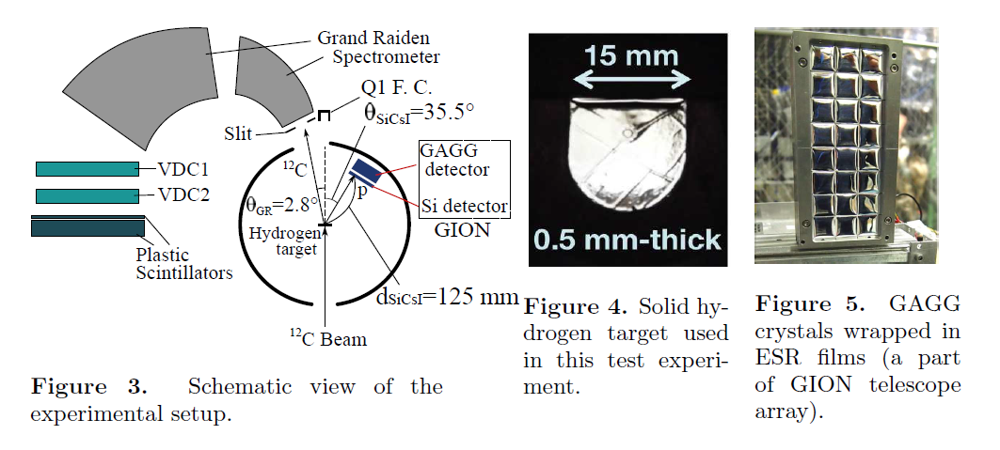 Grand Raiden
Spectrometer
Q1 F. C.
θSiCsI=35.5°
Slit
GAGG
detector
12C
VDC1
p
Si detector
VDC2
θGR=2.8°
GION
Hydrogen
target
Plastic
Scintillators
dSiCsI=125 mm
12C Beam
Figure 3. Schematic view of the
experimental setup.
15 mm
0.5 mm-thick
Figure 4. Solid hy-
drogen target used
in this test experi-
ment.
Figure 5. GAGG
crystals wrapped in
ESR films (a part
of GION telescope
array).